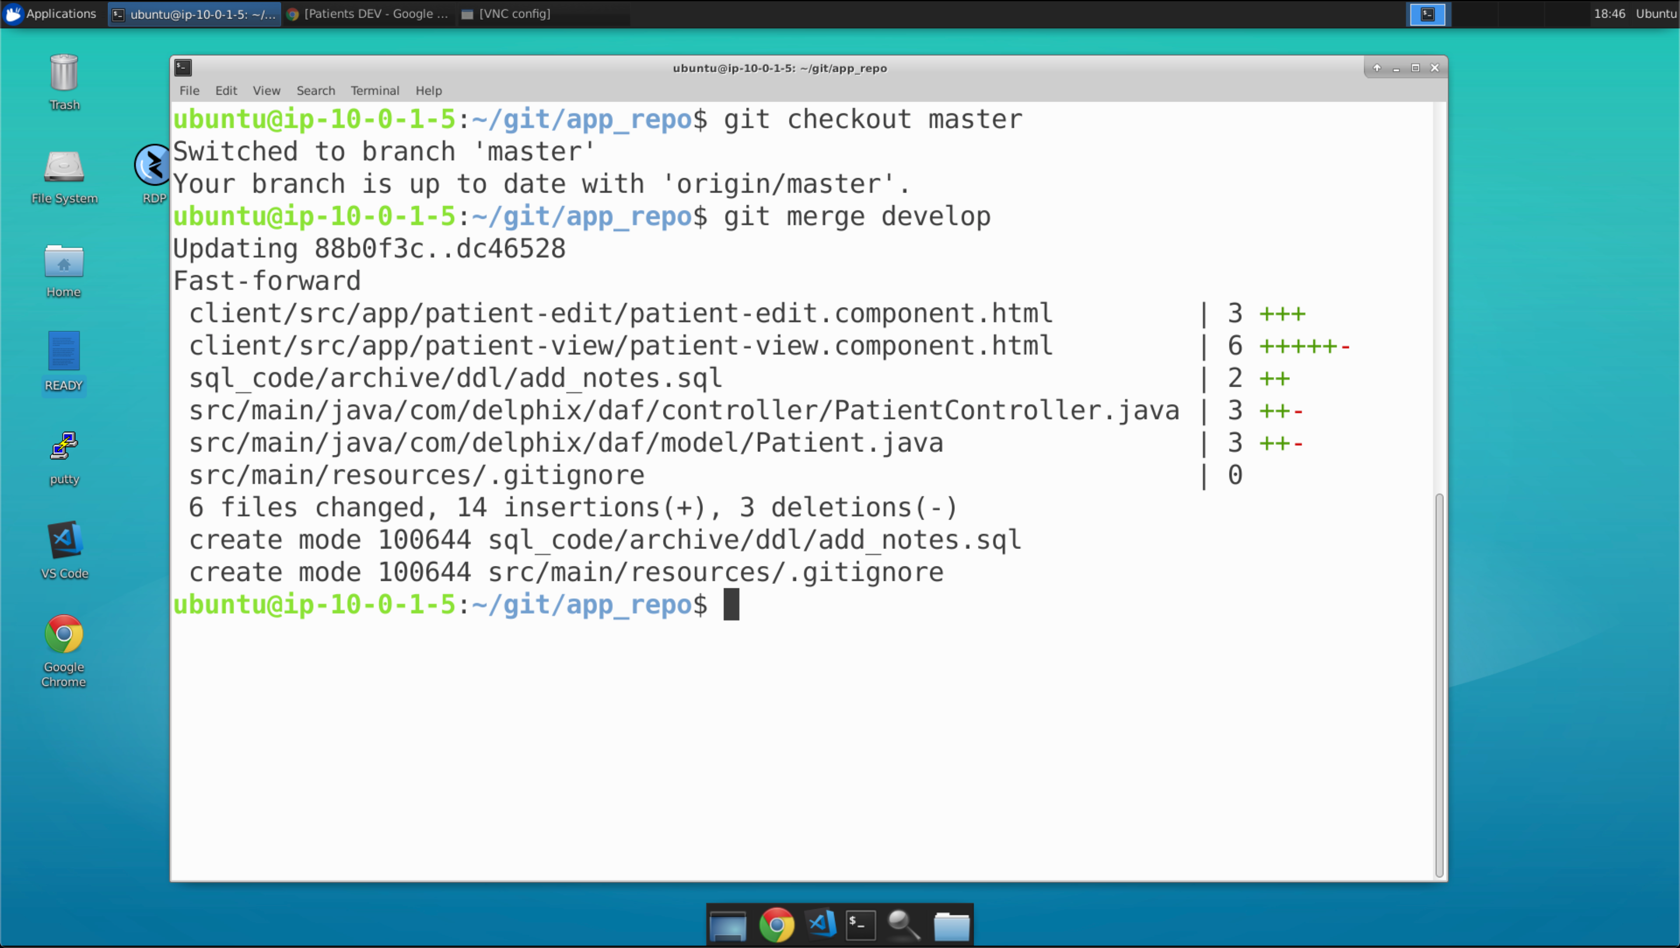 Applications
ubuntu@ip-10-0-1-5: ~/...
[Patients DEV - Google ...
[VNC config]
18:46 Ubuntu
Trash
File System
RDP
Home
READY
putty
VS Code
Google
Chrome
ubuntu@ip-10-0-1-5: ~/git/app_repo
File Edit View Search Terminal Help
ubuntu@ip-10-0-1-5:~/git/app_repo$ git checkout master
Switched to branch 'master'
Your branch is up to date with 'origin/master'.
ubuntu@ip-10-0-1-5:~/git/app_repo$ git merge develop
Updating 88b0f3c..dc46528
Fast-forward
client/src/app/patient-edit/patient-edit.component.html | 3 +++
client/src/app/patient-view/patient-view.component.html | 6 +++++-
sql_code/archive/ddl/add_notes.sql | 2 ++
src/main/java/com/delphix/daf/controller/PatientController.java | 3 ++-
src/main/java/com/delphix/daf/model/Patient.java | 3 ++-
src/main/resources/.gitignore | 0
6 files changed, 14 insertions(+), 3 deletions(-)
create mode 100644 sql_code/archive/ddl/add_notes.sql
create mode 100644 src/main/resources/.gitignore
ubuntu@ip-10-0-1-5:~/git/app_repo$